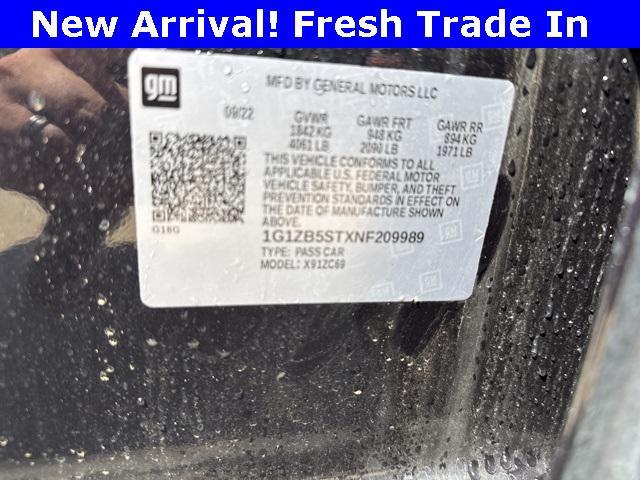 New Arrival! Fresh Trade In
gm
MFD BY GENERAL MOTORS LLC
09/22
GVWR GAWR FRT GAWR RR
1842 KG 948 KG 894 KG
4061 LB 2090 LB 1971 LB
THIS VEHICLE CONFORMS TO ALL
APPLICABLE U.S. FEDERAL MOTOR
VEHICLE SAFETY, BUMPER, AND THEFT
PREVENTION STANDARDS IN EFFECT ON
THE DATE OF MANUFACTURE SHOWN
ABOVE.
G18G
1G1ZB5STXNF209989
TYPE: PASS CAR
MODEL: X91ZC69